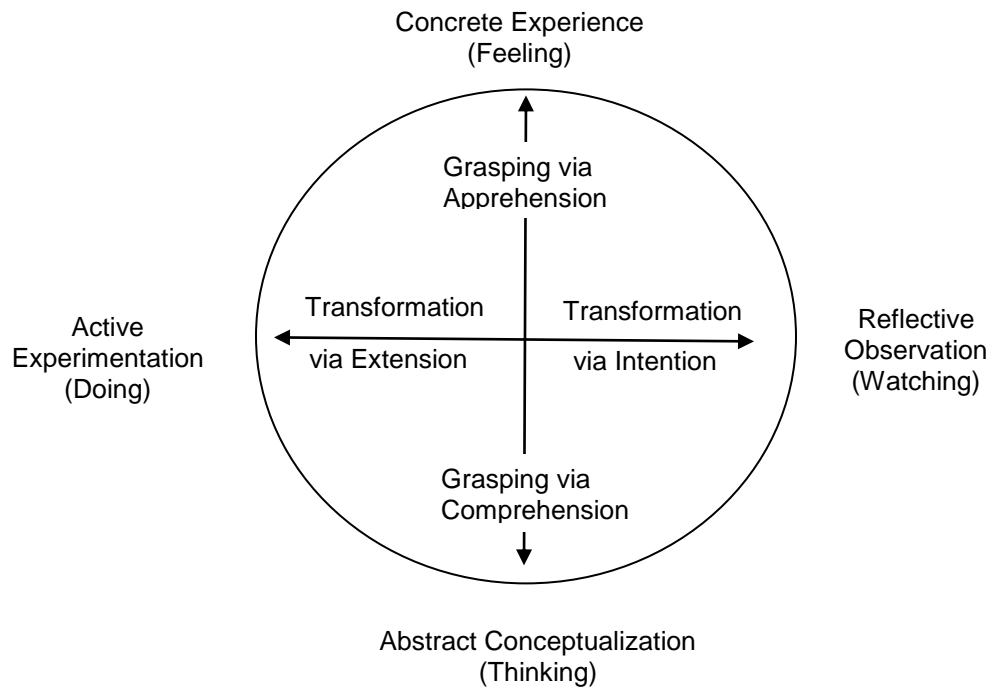 Concrete Experience
(Feeling)
Grasping via
Apprehension
Transformation
via Extension
Transformation
via Intention
Active
Experimentation
(Doing)
Reflective
Observation
(Watching)
Grasping via
Comprehension
Abstract Conceptualization
(Thinking)